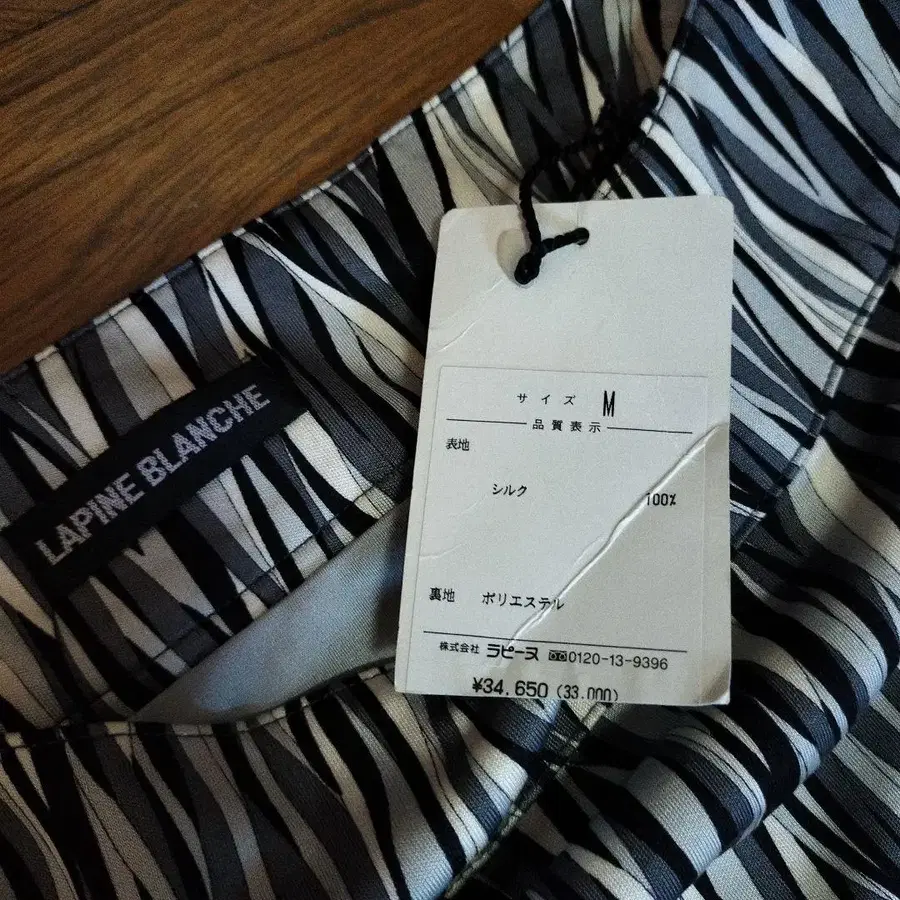 LAPINE BLANCHE
サイズ M
品質表示
表地
シルク 100%
裏地 ポリエステル
株式会社 ラピーヌ 0120-13-9396
¥34.650 (33.000)